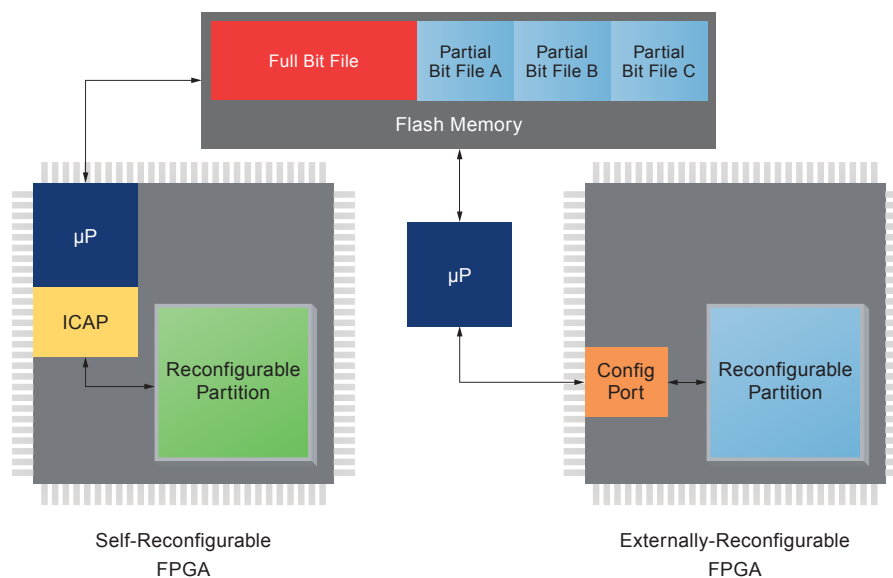 Full Bit File
Partial
Bit File A
Partial
Bit File B
Partial
Bit File C
Flash Memory
µP
ICAP
Reconfigurable
Partition
µP
Config
Port
Reconfigurable
Partition
Self-Reconfigurable
FPGA
Externally-Reconfigurable
FPGA